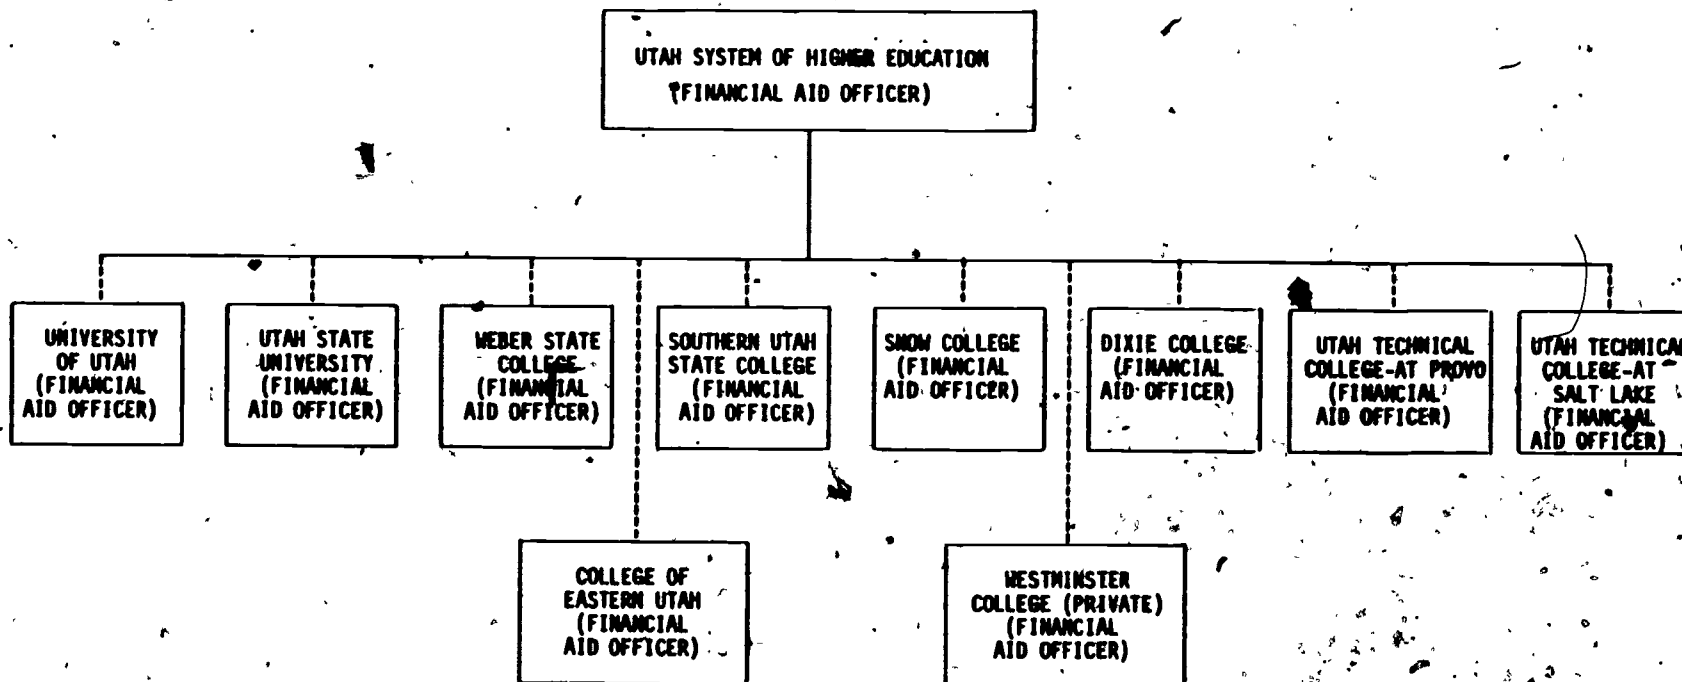 UTAH SYSTEM OF HIGHER EDUCATION
(FINANCIAL AID OFFICER)
UNIVERSITY
OF UTAH
(FINANCIAL
AID OFFICER)
UTAH STATE
UNIVERSITY
(FINANCIAL
AID OFFICER)
WEBER STATE
COLLEGE
(FINANCIAL
AID OFFICER)
SOUTHERN UTAH
STATE COLLEGE
(FINANCIAL
AID OFFICER)
SNOW COLLEGE
(FINANCIAL
AID OFFICER)
DIXIE COLLEGE
(FINANCIAL
AID OFFICER)
UTAH TECHNICAL
COLLEGE-AT PROVO
(FINANCIAL
AID OFFICER)
UTAH TECHNICAL
COLLEGE-AT
SALT LAKE
(FINANCIAL
AID OFFICER)
COLLEGE OF
EASTERN UTAH
(FINANCIAL
AID OFFICER)
WESTMINSTER
COLLEGE (PRIVATE)
(FINANCIAL
AID OFFICER)